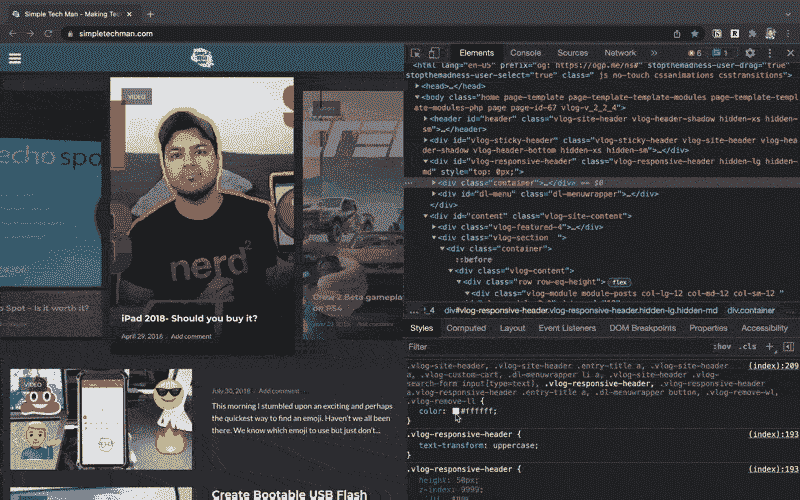 Simple Tech Man - Making Tec
simpletechman.com
VIDEO
echo spo
nerd²
iPad 2018- Should you buy it?
April 29, 2018 · Add comment
Spot – Is it worth it?
Crew 2 Beta gamepla
on PS4
VIDEO
July 30, 2018 · Add comment
This morning I stumbled upon an exciting and perhaps
the quickest way to find an emoji. Haven't we all been
there. We know which emoji to use but just don't...
Create Bootable USB Flash
Elements Console Sources Network » 6 1
<html lang="en-US" prefix="og: https://ogp.me/ns#" stopthemadness-user-drag="true"
stopthemadness-user-select="true" class=" js no-touch cssanimations csstransitions">
<head>…</head>
<body class="home page-template page-template-template-modules page-templ
ate-template-modules-php page page-id-67 vlog-v_2_2_4">
<header id="header" class="vlog-site-header vlog-header-shadow hidden-xs hidden-
sm">…</header>
<div id="vlog-sticky-header" class="vlog-sticky-header vlog-site-header vlog-hea
der-shadow vlog-header-bottom hidden-xs hidden-sm">…</div>
<div id="vlog-responsive-header" class="vlog-responsive-header hidden-lg hidden-
md" style="top: 0px;">
<div class="container">…</div> == $0
<div id="dl-menu" class="dl-menuwrapper">…</div>
</div>
<div id="content" class="vlog-site-content">
<div class="vlog-featured-4">…</div>
<div class="vlog-section ">
<div class="container">
::before
<div class="vlog-content">
<div class="row row-eq-height"> flex
<div class="vlog-module module-posts col-lg-12 col-md-12 col-sm-12 "
… !_4 div#vlog-responsive-header.vlog-responsive-header.hidden-lg.hidden-md div.container
Styles Computed Layout Event Listeners DOM Breakpoints Properties Accessibility
Filter :hov .cls +
.vlog-site-header, .vlog-site-header .entry-title a, .vlog-site-header (index):209
a, .vlog-custom-cart, .dl-menuwrapper li a, .vlog-site-header .vlog-
search-form input[type=text], .vlog-responsive-header, .vlog-responsive-header
a.vlog-responsive-header .entry-title a, .dl-menuwrapper button, .vlog-remove-wl,
.vlog-remove-ll {
color: #ffffff;
}
.vlog-responsive-header { (index):193
text-transform: uppercase;
}
.vlog-responsive-header { (index):193
height: 50px;
z-index: 9999;